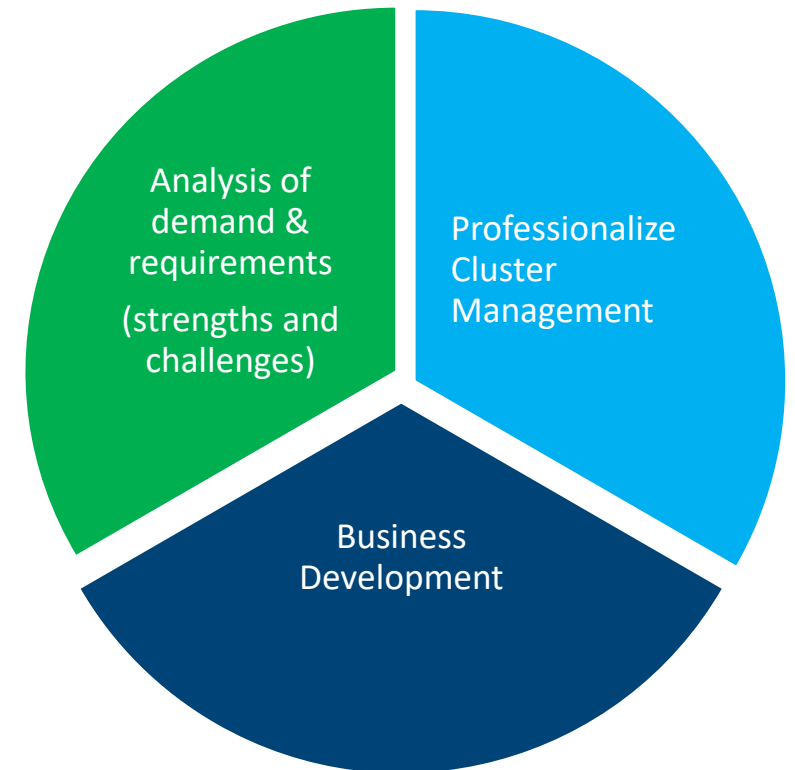 Analysis of
demand &
requirements
(strengths and
challenges)
Professionalize
Cluster
Management
Business
Development